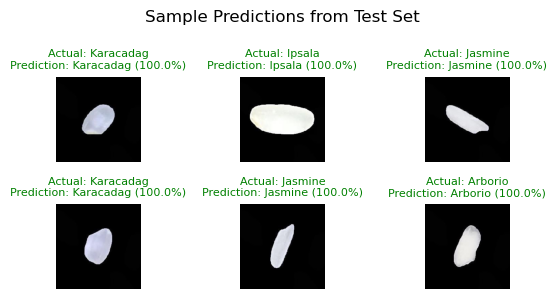 Sample Predictions from Test Set
Actual: Karacadag
Prediction: Karacadag (100.0%)
Actual: Ipsala
Prediction: Ipsala (100.0%)
Actual: Jasmine
Prediction: Jasmine (100.0%)
Actual: Karacadag
Prediction: Karacadag (100.0%)
Actual: Jasmine
Prediction: Jasmine (100.0%)
Actual: Arborio
Prediction: Arborio (100.0%)